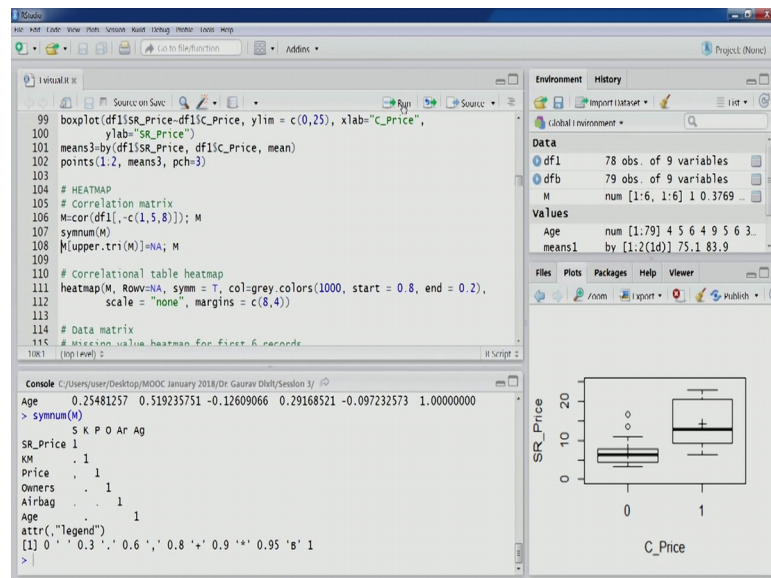 RStudio
File Edit Code View Plots Session Build Debug Profile Tools Help
Go to file/function
Addins
Project: (None)
1 visual.R
Source on Save
Run
Source
99 boxplot(df1$SR_Price~df1$C_Price, ylim = c(0,25), xlab="C_Price",
100 ylab="SR_Price")
101 means3=by(df1$SR_Price, df1$C_Price, mean)
102 points(1:2, means3, pch=3)
103
104 # HEATMAP
105 # Correlation matrix
106 M=cor(df1[,-c(1,5,8)]); M
107 symnum(M)
108 M[upper.tri(M)]=NA; M
109
110 # Correlational table heatmap
111 heatmap(M, Rowv=NA, symm = T, col=grey.colors(1000, start = 0.8, end = 0.2),
112 scale = "none", margins = c(8,4))
113
114 # Data matrix
115 # Missing value heatmap for first 6 records
108:1
(Top Level)
R Script
Console C:/Users/user/Desktop/MOOC January 2018/Dr. Gaurav Dixit/Session 3/
Age 0.25481257 0.519235751 -0.12609066 0.29168521 -0.097232573 1.00000000
> symnum(M)
S K P O Ar Ag
SR_Price 1
KM . 1
Price , 1
Owners . 1
Airbag . . 1
Age . 1
attr(,"legend")
[1] 0 ' ' 0.3 '.' 0.6 ',' 0.8 '+' 0.9 '*' 0.95 'B' 1
>
Environment History
Import Dataset
List
Global Environment
Data
df1 78 obs. of 9 variables
dfb 79 obs. of 9 variables
M num [1:6, 1:6] 1 0.3769 …
Values
Age num [1:79] 4 5 6 4 9 5 6 3…
means1 by [1:2(1d)] 75.1 83.9
Files Plots Packages Help Viewer
Zoom Export Publish
SR_Price
20
10
0
0 1
C_Price